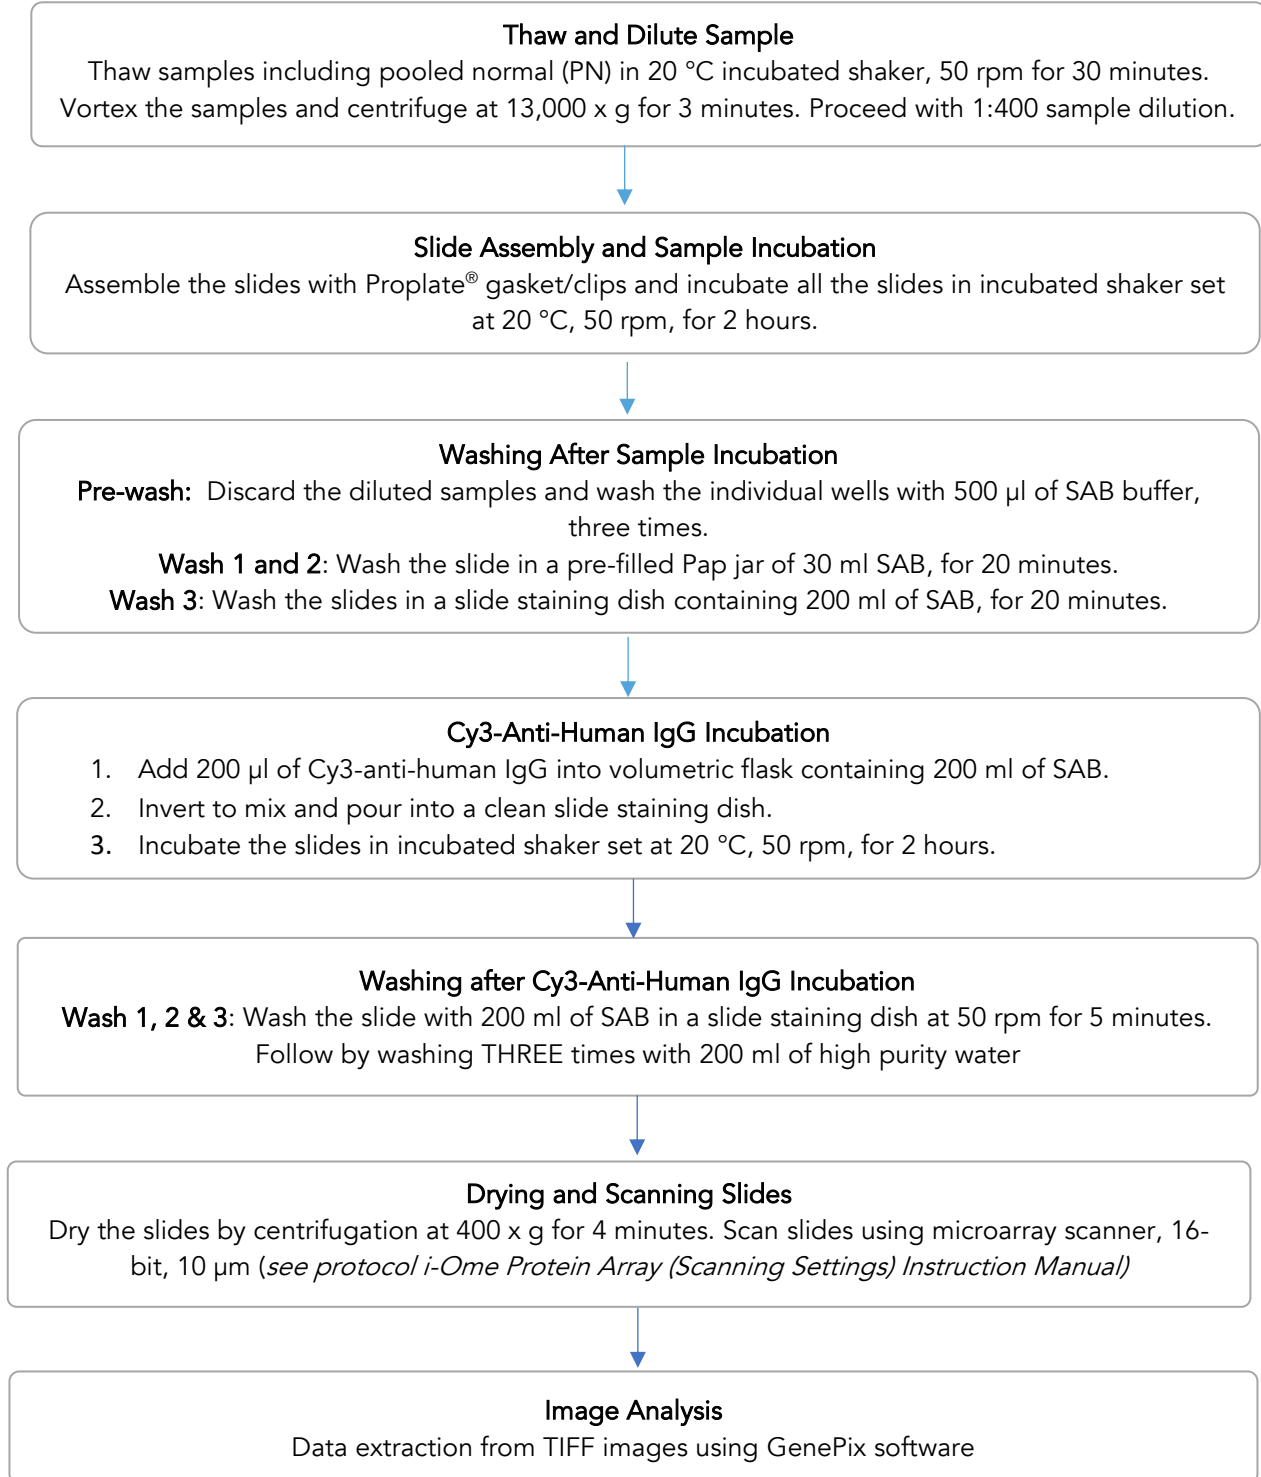 Thaw and Dilute Sample
Thaw samples including pooled normal (PN) in 20 °C incubated shaker, 50 rpm for 30 minutes.
Vortex the samples and centrifuge at 13,000 x g for 3 minutes. Proceed with 1:400 sample dilution.
Slide Assembly and Sample Incubation
Assemble the slides with Proplate® gasket/clips and incubate all the slides in incubated shaker set
at 20 °C, 50 rpm, for 2 hours.
Washing After Sample Incubation
Pre-wash: Discard the diluted samples and wash the individual wells with 500 µl of SAB buffer,
three times.
Wash 1 and 2: Wash the slide in a pre-filled Pap jar of 30 ml SAB, for 20 minutes.
Wash 3: Wash the slides in a slide staining dish containing 200 ml of SAB, for 20 minutes.
Cy3-Anti-Human IgG Incubation
1. Add 200 µl of Cy3-anti-human IgG into volumetric flask containing 200 ml of SAB.
2. Invert to mix and pour into a clean slide staining dish.
3. Incubate the slides in incubated shaker set at 20 °C, 50 rpm, for 2 hours.
Washing after Cy3-Anti-Human IgG Incubation
Wash 1, 2 & 3: Wash the slide with 200 ml of SAB in a slide staining dish at 50 rpm for 5 minutes.
Follow by washing THREE times with 200 ml of high purity water
Drying and Scanning Slides
Dry the slides by centrifugation at 400 x g for 4 minutes. Scan slides using microarray scanner, 16-
bit, 10 µm (see protocol i-Ome Protein Array (Scanning Settings) Instruction Manual)
Image Analysis
Data extraction from TIFF images using GenePix software